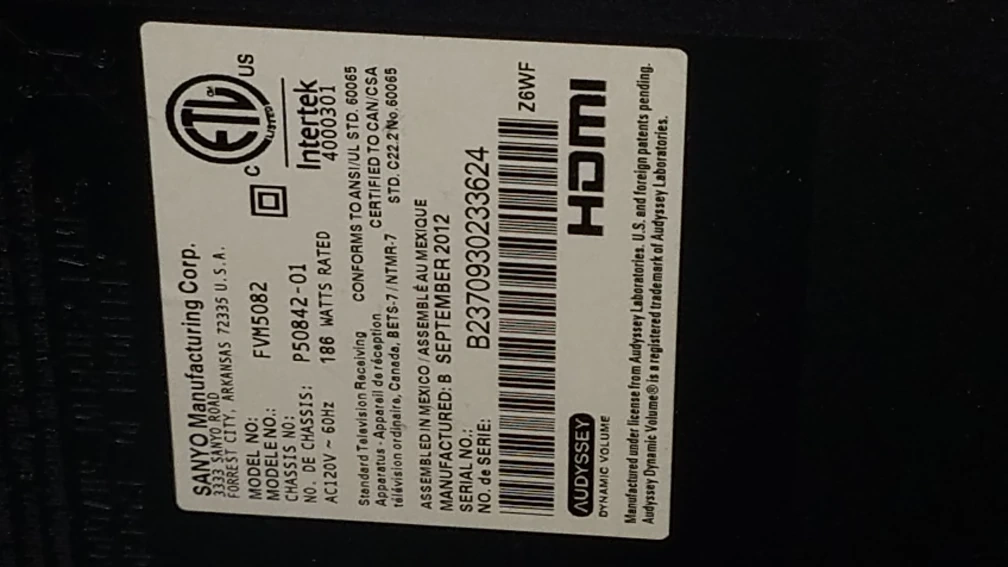 SANYO Manufacturing Corp.
3333 SANYO ROAD
FORREST CITY, ARKANSAS 72335 U.S.A.
MODEL NO:
MODELE NO.: FVM5082
CHASSIS NO:
NO. DE CHASSIS: P50842-01
AC120V ~ 60Hz 186 WATTS RATED
C ETL US
CM
LISTED
Intertek
4000301
Standard Television Receiving CONFORMS TO ANSI/UL STD. 60065
Apparatus - Appareil de réception CERTIFIED TO CAN/CSA
télévision ordinaire, Canada, BETS-7/NTMR-7 STD. C22.2 No. 60065
ASSEMBLED IN MEXICO / ASSEMBLÉ AU MEXIQUE
MANUFACTURED: B SEPTEMBER 2012
SERIAL NO.:
NO. de SERIE: B2370930233624
Z6WF
AUDYSSEY
DYNAMIC VOLUME
HDMI
Manufactured under license from Audyssey Laboratories. U.S. and foreign patents pending.
Audyssey Dynamic Volume® is a registered trademark of Audyssey Laboratories.